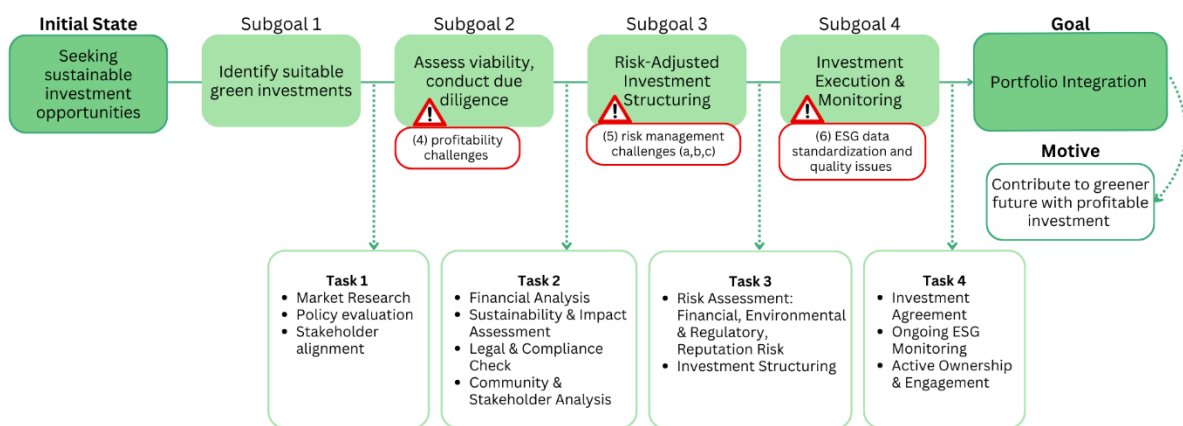 Initial State
Subgoal 1
Subgoal 2
Subgoal 3
Subgoal 4
Goal
Seeking
sustainable
investment
opportunities
Identify suitable
green investments
Assess viability,
conduct due
diligence
Risk-Adjusted
Investment
Structuring
Investment
Execution &
Monitoring
Portfolio Integration
!
(4) profitability
challenges
!
(5) risk management
challenges (a,b,c)
!
(6) ESG data
standardization and
quality issues
Motive
Contribute to greener
future with profitable
investment
Task 1
• Market Research
• Policy evaluation
• Stakeholder
alignment
Task 2
• Financial Analysis
• Sustainability & Impact
Assessment
• Legal & Compliance
Check
• Community &
Stakeholder Analysis
Task 3
• Risk Assessment:
Financial, Environmental
& Regulatory,
Reputation Risk
• Investment Structuring
Task 4
• Investment
Agreement
• Ongoing ESG
Monitoring
• Active Ownership
& Engagement